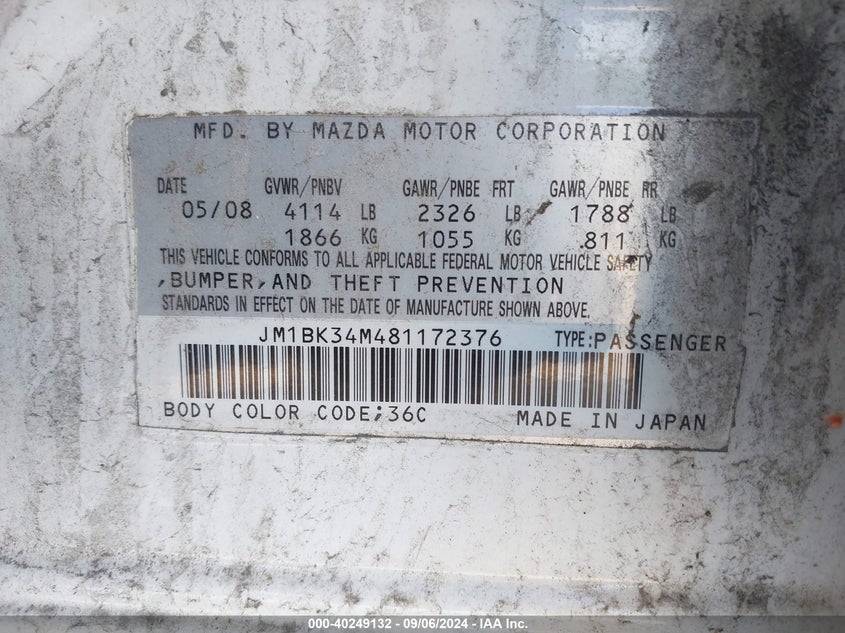 MFD. BY MAZDA MOTOR CORPORATION
DATE GVWR/PNBV GAWR/PNBE FRT GAWR/PNBE RR
05/08 4114 LB 2326 LB 1788 LB
1866 KG 1055 KG 811 KG
THIS VEHICLE CONFORMS TO ALL APPLICABLE FEDERAL MOTOR VEHICLE SAFETY
,BUMPER,AND THEFT PREVENTION
STANDARDS IN EFFECT ON THE DATE OF MANUFACTURE SHOWN ABOVE.
JM1BK34M481172376 TYPE:PASSENGER
BODY COLOR CODE;36C MADE IN JAPAN
000-40249132 - 09/06/2024 - IAA Inc.